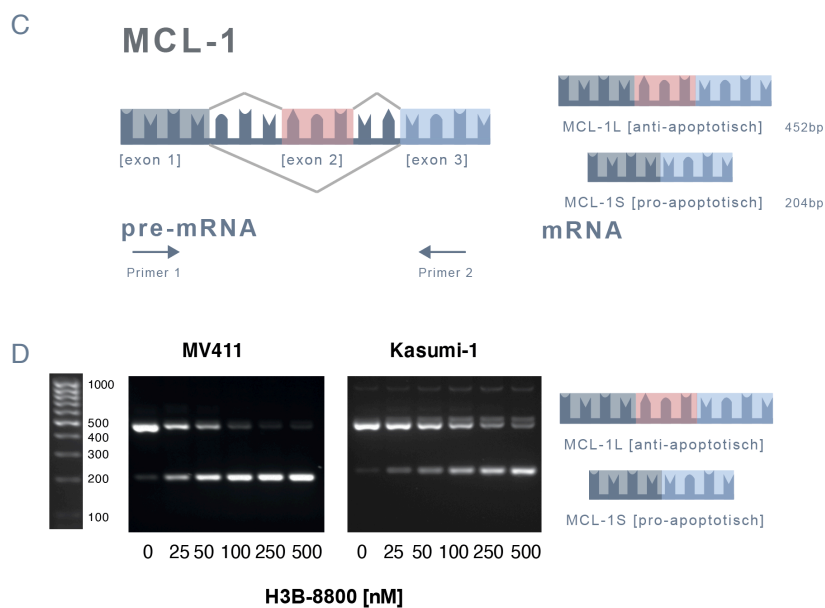 C
MCL-1
[exon 1] [exon 2] [exon 3]
MCL-1L [anti-apoptotisch] 452bp
MCL-1S [pro-apoptotisch] 204bp
pre-mRNA
mRNA
Primer 1
Primer 2
D
MV411
Kasumi-1
1000
500
400
300
200
100
0 25 50 100 250 500
0 25 50 100 250 500
H3B-8800 [nM]
MCL-1L [anti-apoptotisch]
MCL-1S [pro-apoptotisch]